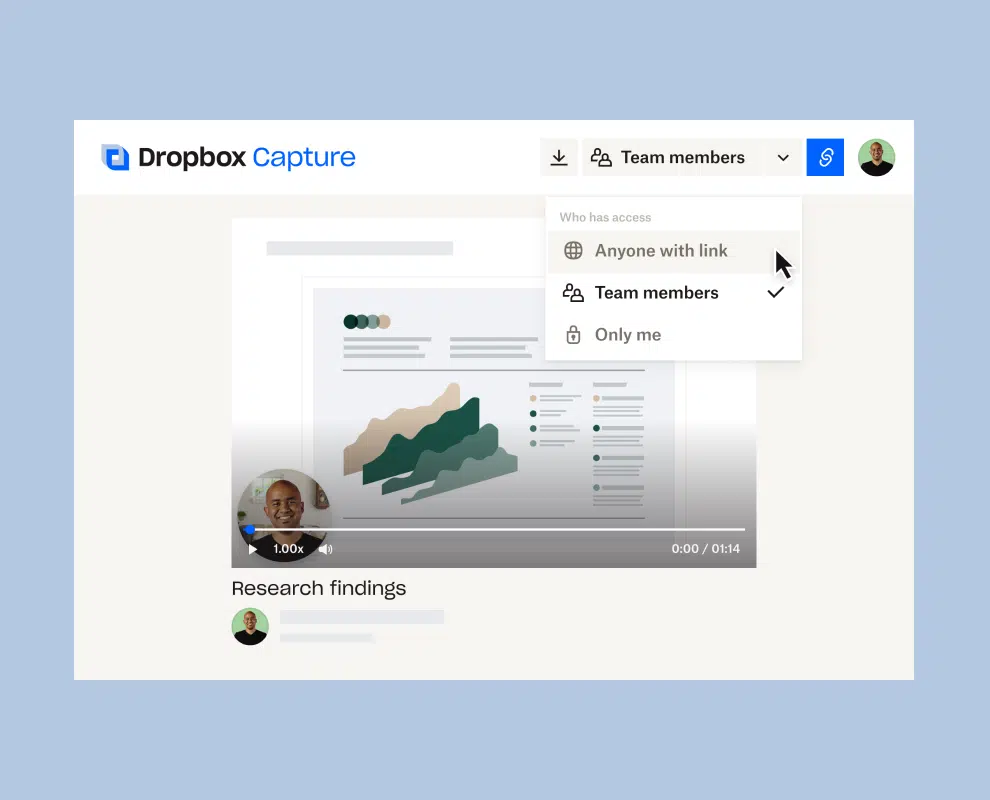 Dropbox Capture
Team members
Who has access
Anyone with link
Team members
Only me
1.00x
0:00 / 01:14
Research findings